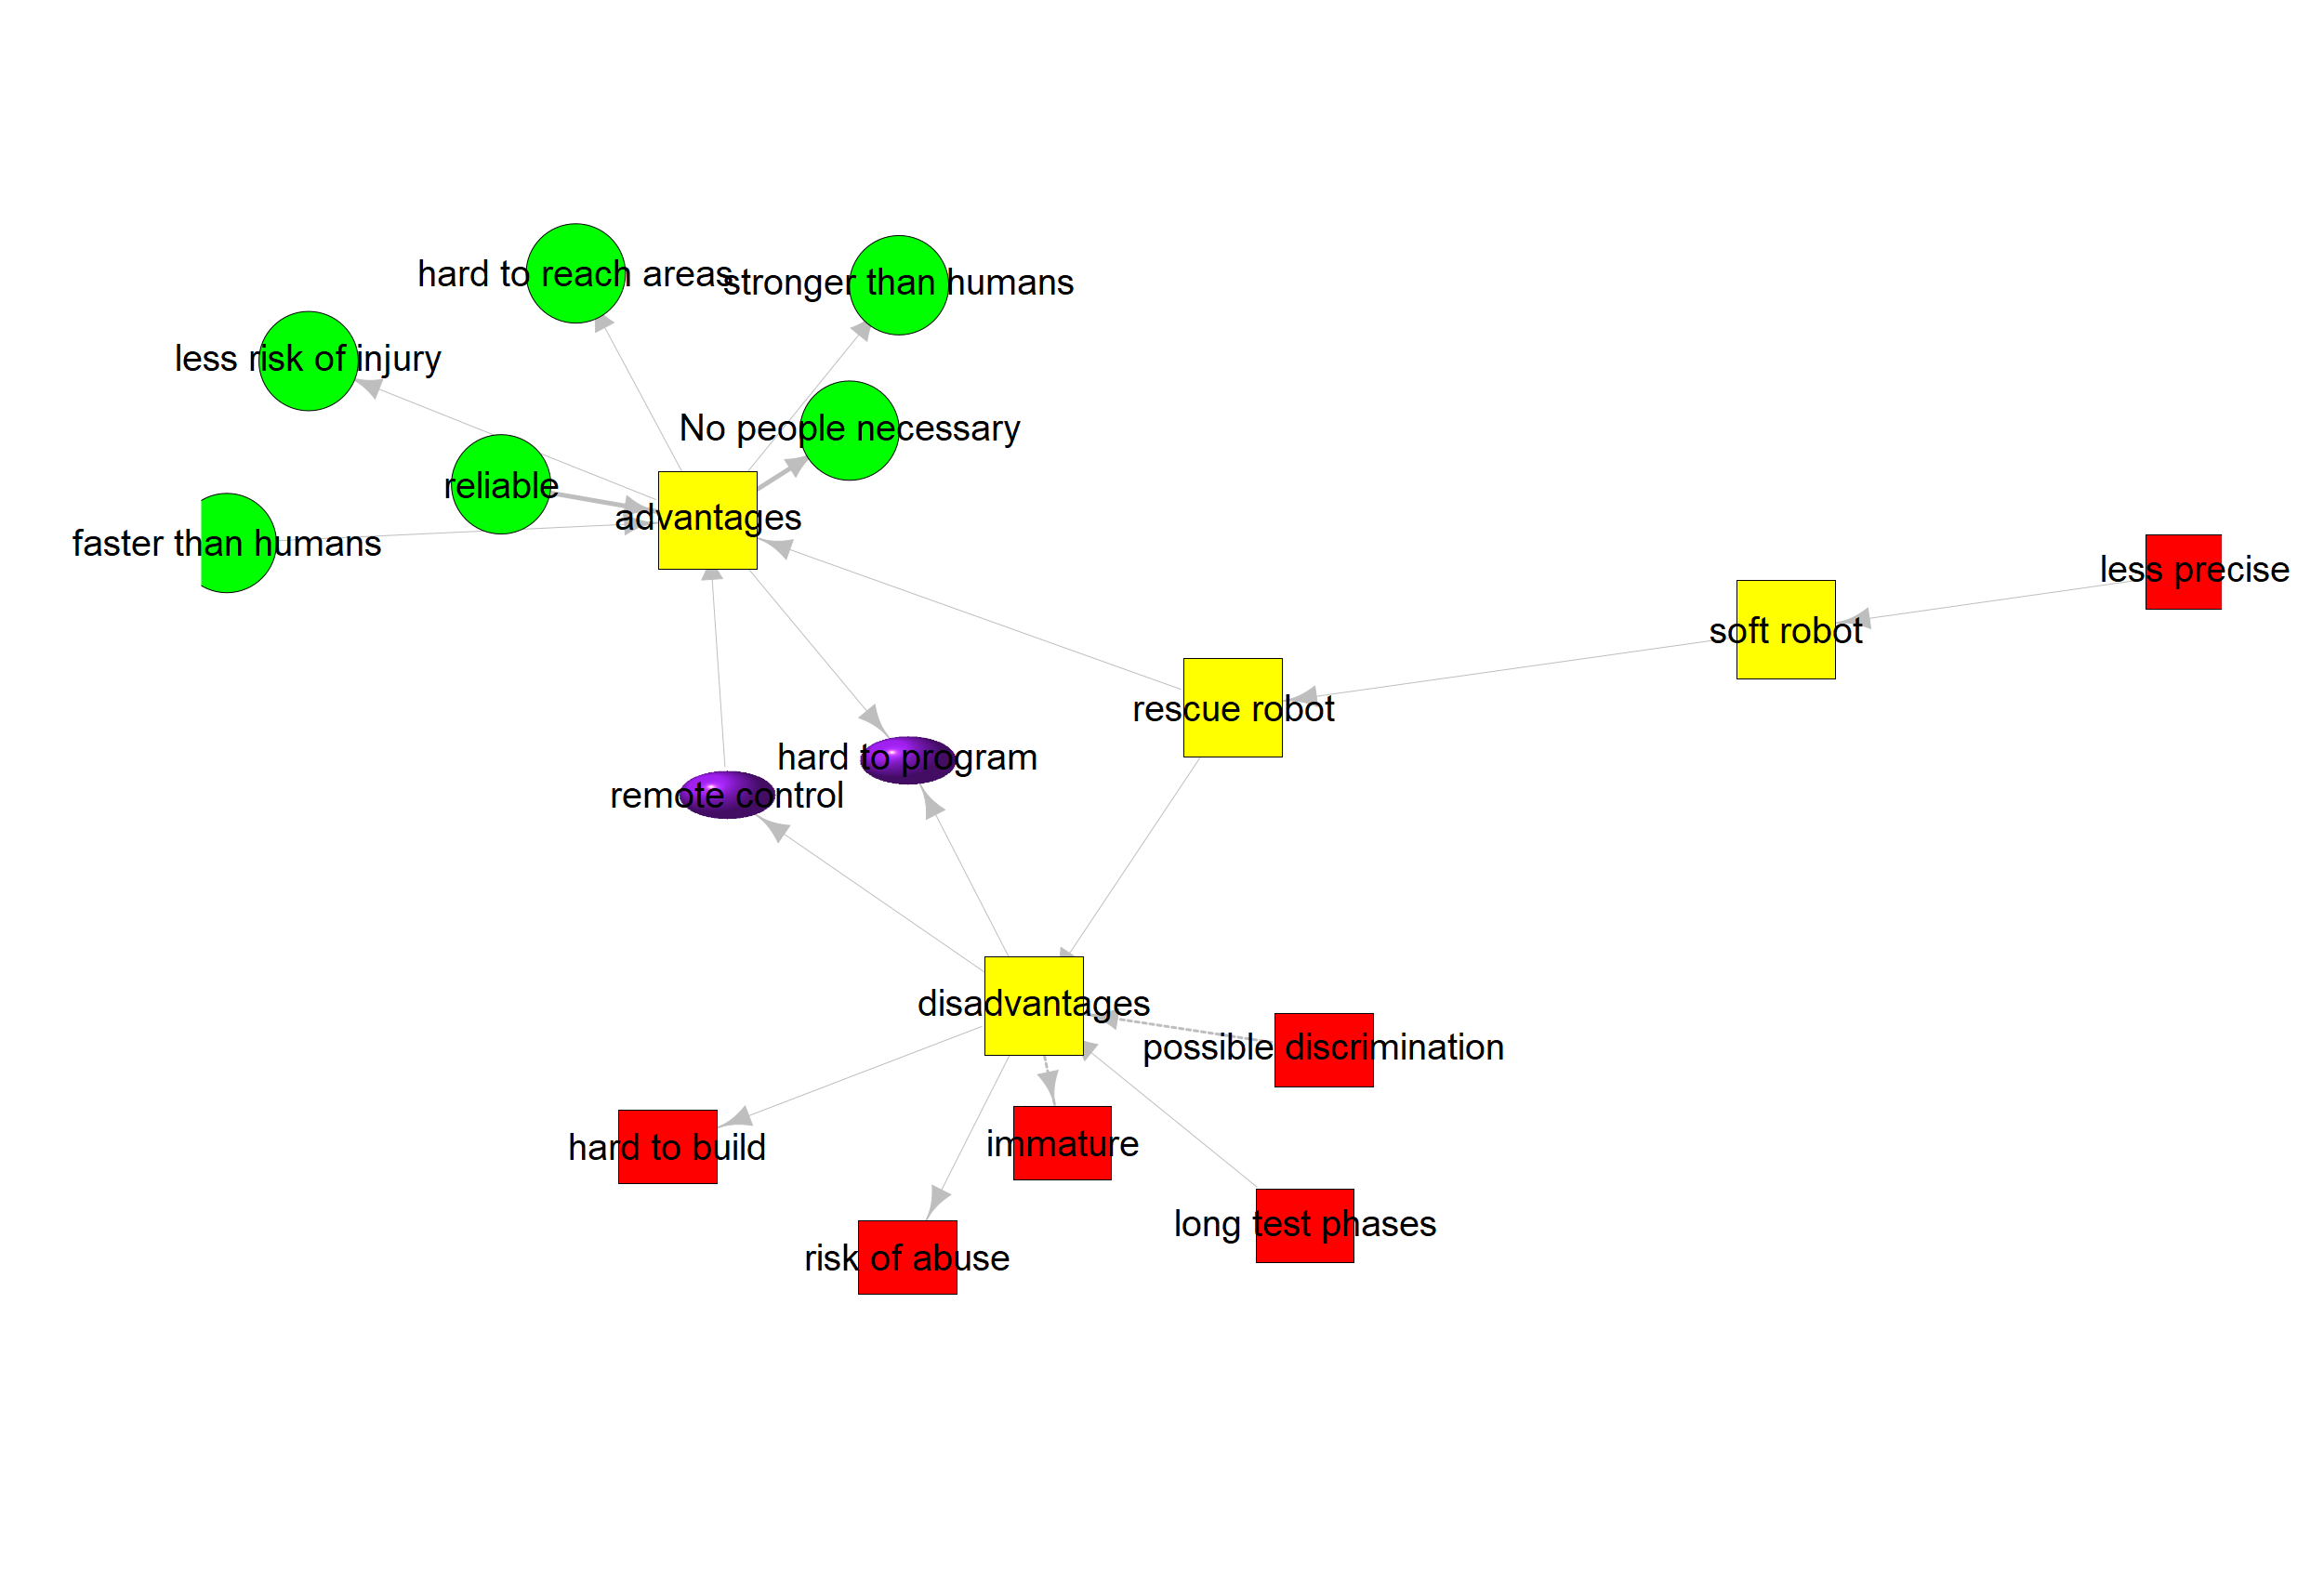 hard to reach areas
stronger than humans
less risk of injury
No people necessary
reliable
advantages
faster than humans
less precise
soft robot
rescue robot
hard to program
remote control
disadvantages
possible discrimination
hard to build
immature
long test phases
risk of abuse